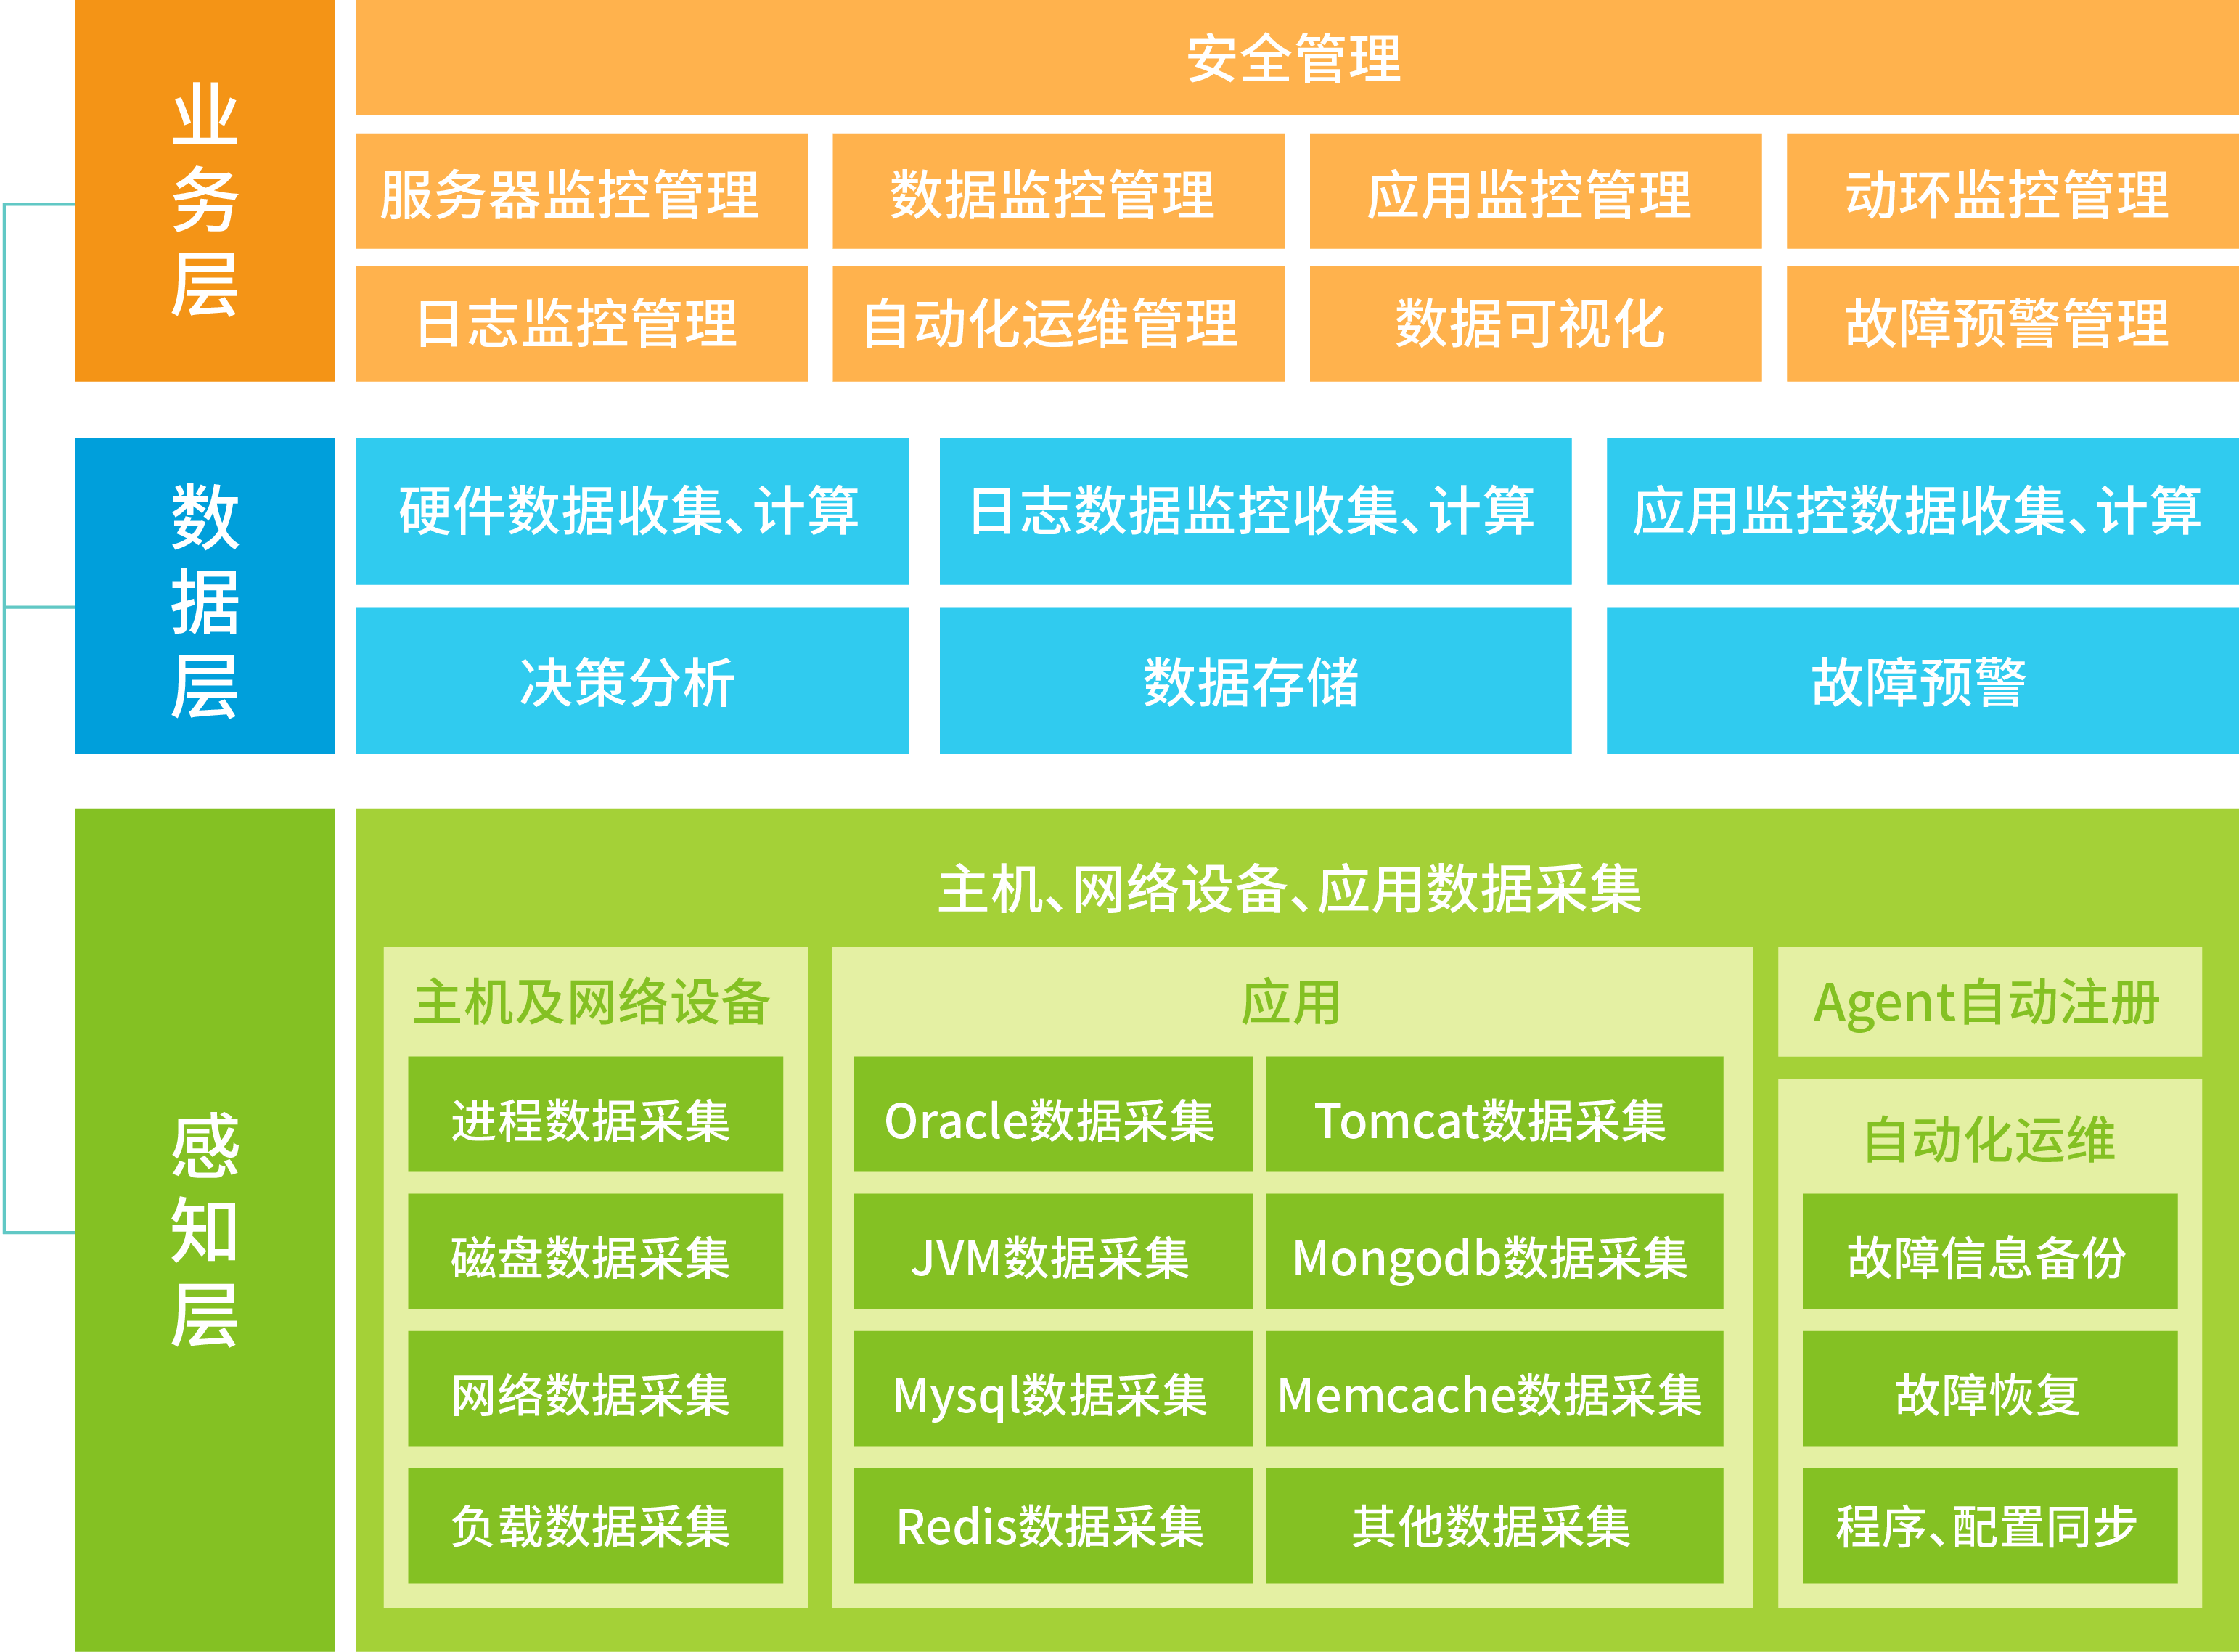 业务层
安全管理
服务器监控管理
数据监控管理
应用监控管理
动环监控管理
日志监控管理
自动化运维管理
数据可视化
故障预警管理
数据层
硬件数据收集、计算
日志数据监控收集、计算
应用监控数据收集、计算
决策分析
数据存储
故障预警
感知层
主机、网络设备、应用数据采集
主机及网络设备
进程数据采集
磁盘数据采集
网络数据采集
负载数据采集
应用
Oracle数据采集
Tomcat数据采集
JVM数据采集
Mongodb数据采集
Mysql数据采集
Memcache数据采集
Redis数据采集
其他数据采集
Agent自动注册
自动化运维
故障信息备份
故障恢复
程序、配置同步